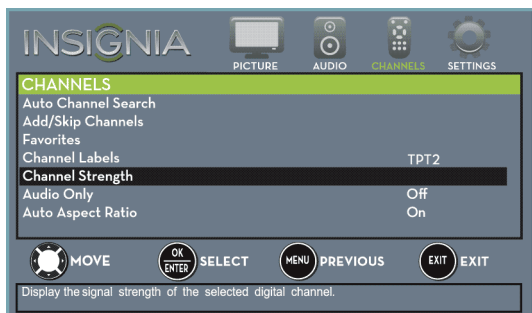 INSIGNIA
PICTURE AUDIO CHANNELS SETTINGS
CHANNELS
Auto Channel Search
Add/Skip Channels
Favorites
Channel Labels TPT2
Channel Strength
Audio Only Off
Auto Aspect Ratio On
MOVE OK ENTER SELECT MENU PREVIOUS EXIT EXIT
Display the signal strength of the selected digital channel.